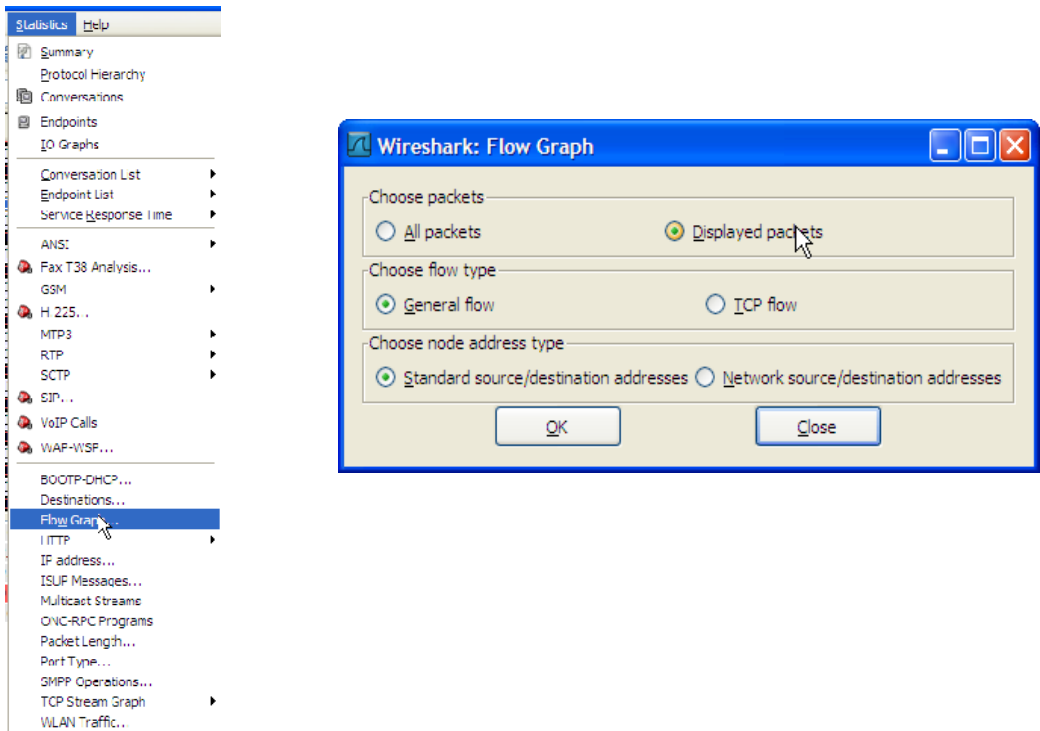 Statistics Help
Summary
Protocol Hierarchy
Conversations
Endpoints
IO Graphs
Conversation List
Endpoint List
Service Response Time
ANSI
Fax T38 Analysis...
GSM
H.225...
MTP3
RTP
SCTP
SIP...
VoIP Calls
WAP-WSP...
BOOTP-DHCP...
Destinations...
Flow Graph...
HTTP
IP address...
ISUP Messages...
Multicast Streams
ONC-RPC Programs
Packet Length...
Port Type...
SMPP Operations...
TCP Stream Graph
WLAN Traffic...
Wireshark: Flow Graph
Choose packets
All packets Displayed packets
Choose flow type
General flow TCP flow
Choose node address type
Standard source/destination addresses Network source/destination addresses
OK Close